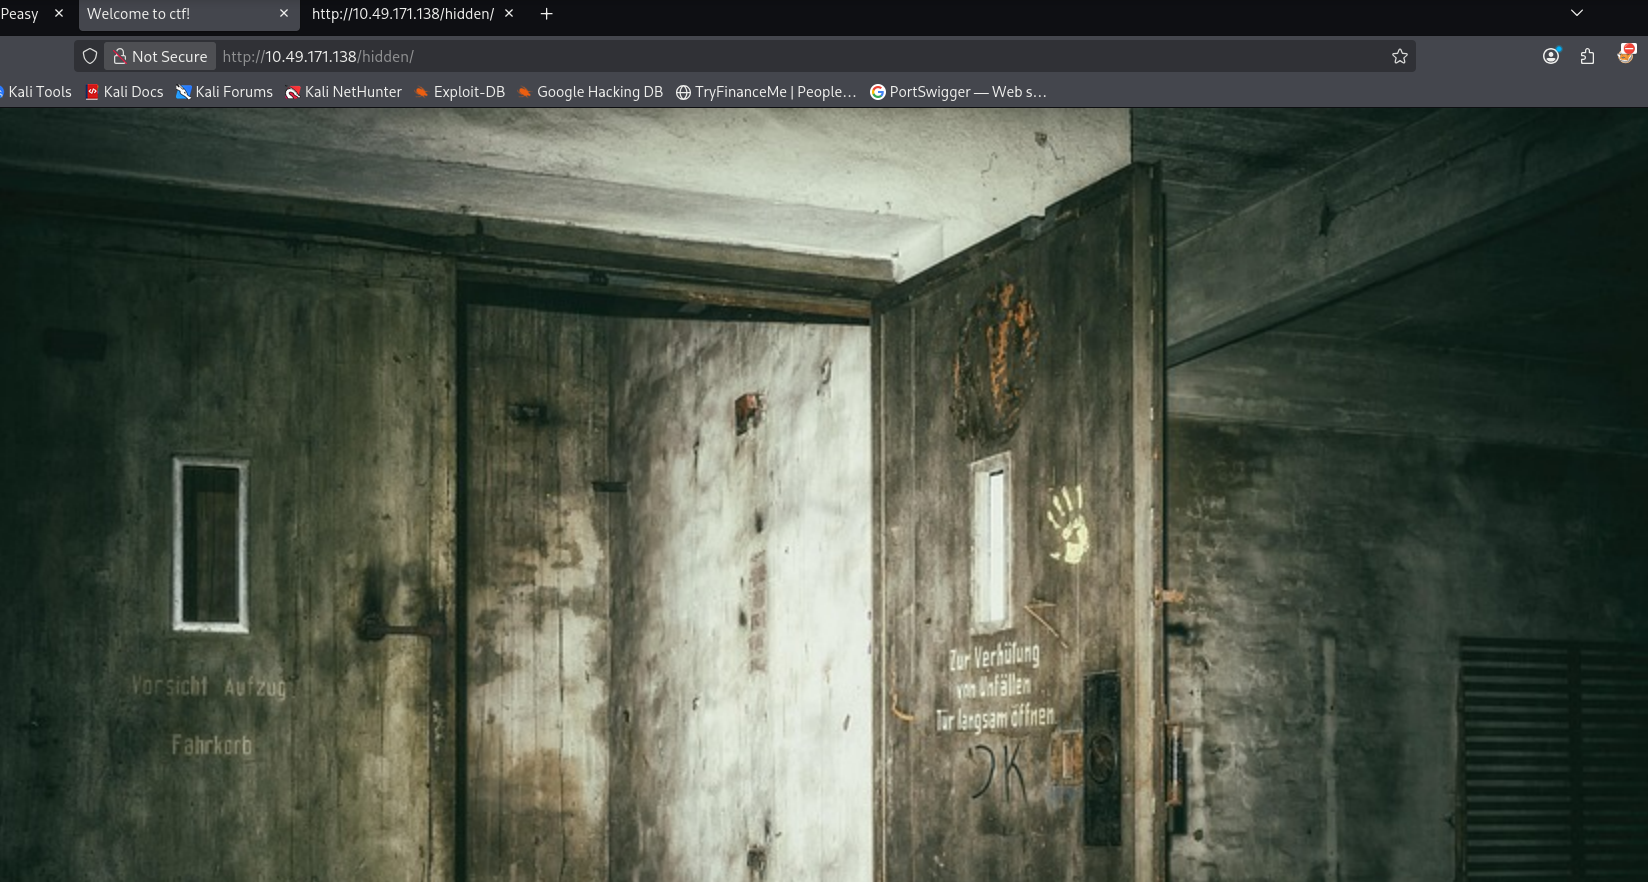 Peasy
Welcome to ctf!
http://10.49.171.138/hidden/
Not Secure
http://10.49.171.138/hidden/
Kali Tools
Kali Docs
Kali Forums
Kali NetHunter
Exploit-DB
Google Hacking DB
TryFinanceMe | People…
PortSwigger — Web s…
Vorsicht Aufzug
Fahrkorb
Zur Verhütung
von Unfällen
Tür langsam öffnen
JK